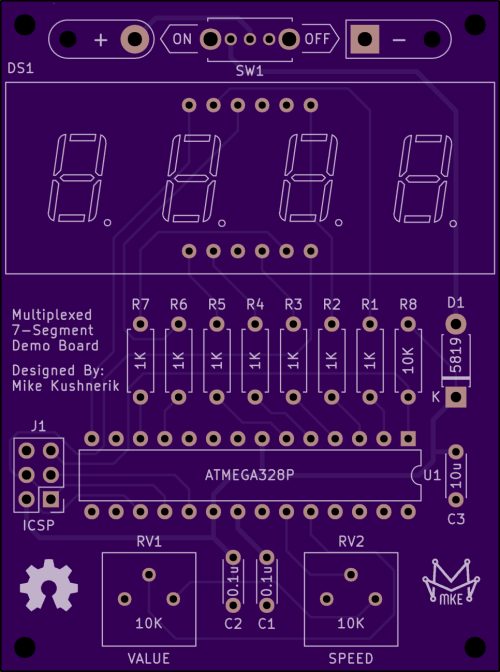 + ON OFF -
DS1
SW1
Multiplexed
7-Segment
Demo Board
Designed By:
Mike Kushnerik
R7 R6 R5 R4 R3 R2 R1 R8 D1
1K 1K 1K 1K 1K 1K 1K 10K 5819
K
J1
ICSP
ATMEGA328P
U1
10u
C3
RV1 RV2
0.1u 0.1u
10K 10K
C2 C1
MKE
VALUE SPEED